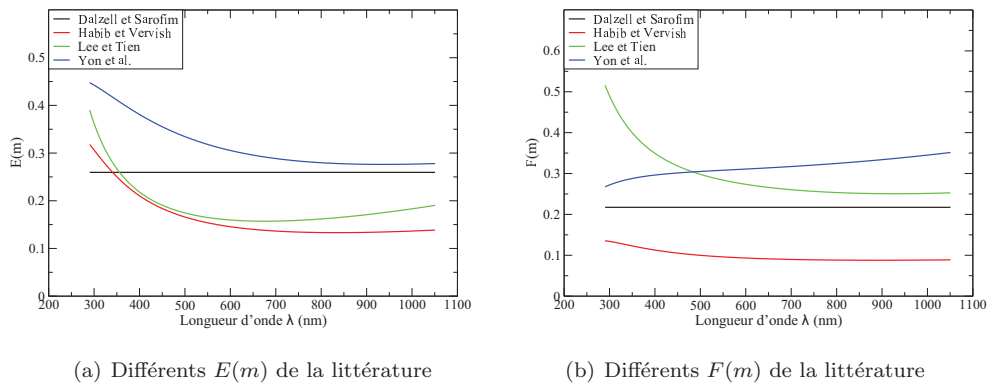 Dalzell et Sarofim
Habib et Vervish
Lee et Tien
Yon et al.
0.5
0.4
0.3
0.2
0.1
0
E(m)
200 300 400 500 600 700 800 900 1000 1100
Longueur d'onde λ (nm)
(a) Différents E(m) de la littérature
Dalzell et Sarofim
Habib et Vervish
Lee et Tien
Yon et al.
0.6
0.5
0.4
0.3
0.2
0.1
0
F(m)
200 300 400 500 600 700 800 900 1000 1100
Longueur d'onde λ (nm)
(b) Différents F(m) de la littérature